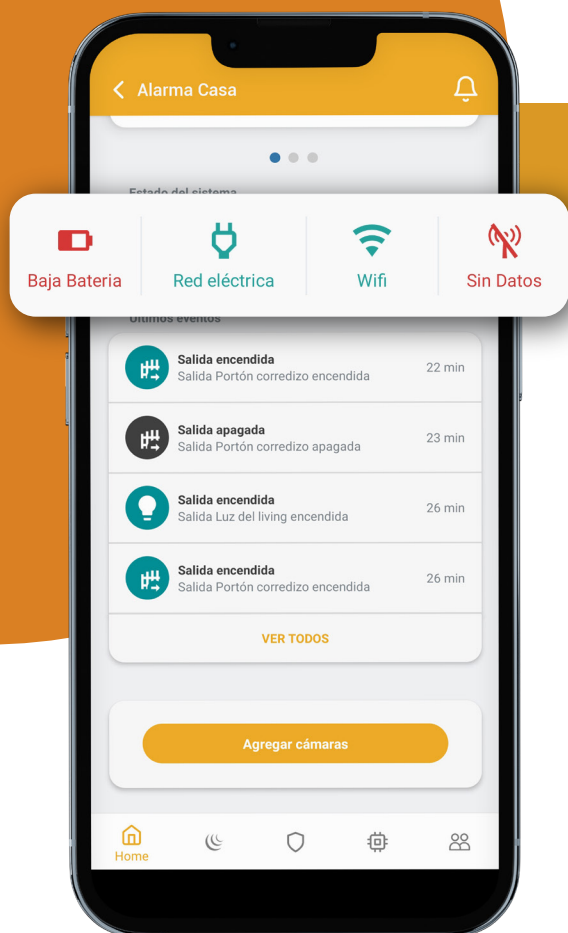 Alarma Casa
Estado del sistema
Baja Bateria
Red eléctrica
Wifi
Sin Datos
Últimos eventos
Salida encendida
Salida Portón corredizo encendida
22 min
Salida apagada
Salida Portón corredizo apagada
23 min
Salida encendida
Salida Luz del living encendida
26 min
Salida encendida
Salida Portón corredizo encendida
26 min
VER TODOS
Agregar cámaras
Home